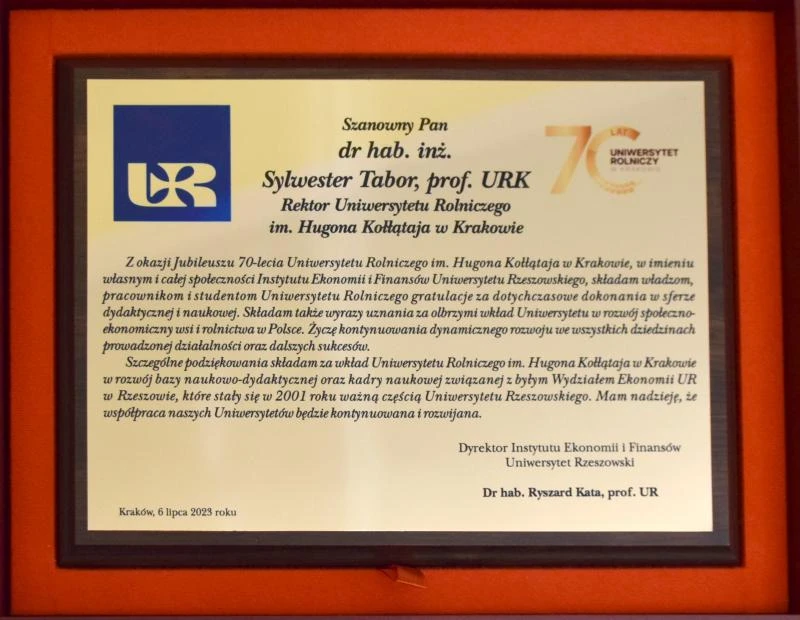 UR
Szanowny Pan
dr hab. inż.
Sylwester Tabor, prof. URK
Rektor Uniwersytetu Rolniczego
im. Hugona Kołłątaja w Krakowie
70 LAT
UNIWERSYTET
ROLNICZY
W KRAKOWIE
Z okazji Jubileuszu 70-lecia Uniwersytetu Rolniczego im. Hugona Kołłątaja w Krakowie, w imieniu
własnym i całej społeczności Instytutu Ekonomii i Finansów Uniwersytetu Rzeszowskiego, składam władzom,
pracownikom i studentom Uniwersytetu Rolniczego gratulacje za dotychczasowe dokonania w sferze
dydaktycznej i naukowej. Składam także wyrazy uznania za olbrzymi wkład Uniwersytetu w rozwój społeczno-
ekonomiczny wsi i rolnictwa w Polsce. Życzę kontynuowania dynamicznego rozwoju we wszystkich dziedzinach
prowadzonej działalności oraz dalszych sukcesów.
Szczególne podziękowania składam za wkład Uniwersytetu Rolniczego im. Hugona Kołłątaja w Krakowie
w rozwój bazy naukowo-dydaktycznej oraz kadry naukowej związanej z byłym Wydziałem Ekonomii UR
w Rzeszowie, które stały się w 2001 roku ważną częścią Uniwersytetu Rzeszowskiego. Mam nadzieję, że
współpraca naszych Uniwersytetów będzie kontynuowana i rozwijana.
Dyrektor Instytutu Ekonomii i Finansów
Uniwersytet Rzeszowski
Dr hab. Ryszard Kata, prof. UR
Kraków, 6 lipca 2023 roku